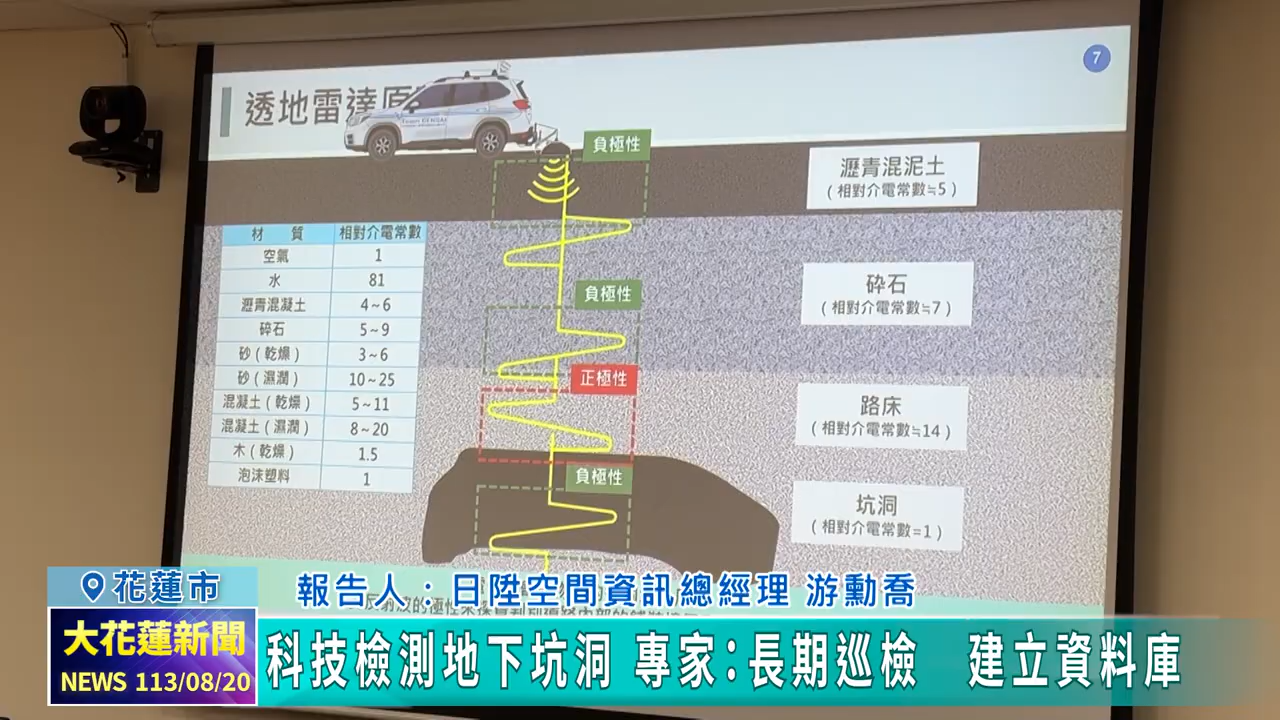 7
透地雷達原
負極性
瀝青混泥土
(相對介電常數≒5)
材 質 相對介電常數
空氣 1
水 81
瀝青混凝土 4~6
碎石 5~9
砂(乾燥) 3~6
砂(濕潤) 10~25
混凝土(乾燥) 5~11
混凝土(濕潤) 8~20
木(乾燥) 1.5
泡沫塑料 1
負極性
碎石
(相對介電常數≒7)
正極性
路床
(相對介電常數≒14)
負極性
坑洞
(相對介電常數=1)
花蓮市
報告人：日陞空間資訊總經理 游勳喬
大花蓮新聞
NEWS 113/08/20
科技檢測地下坑洞 專家：長期巡檢 建立資料庫